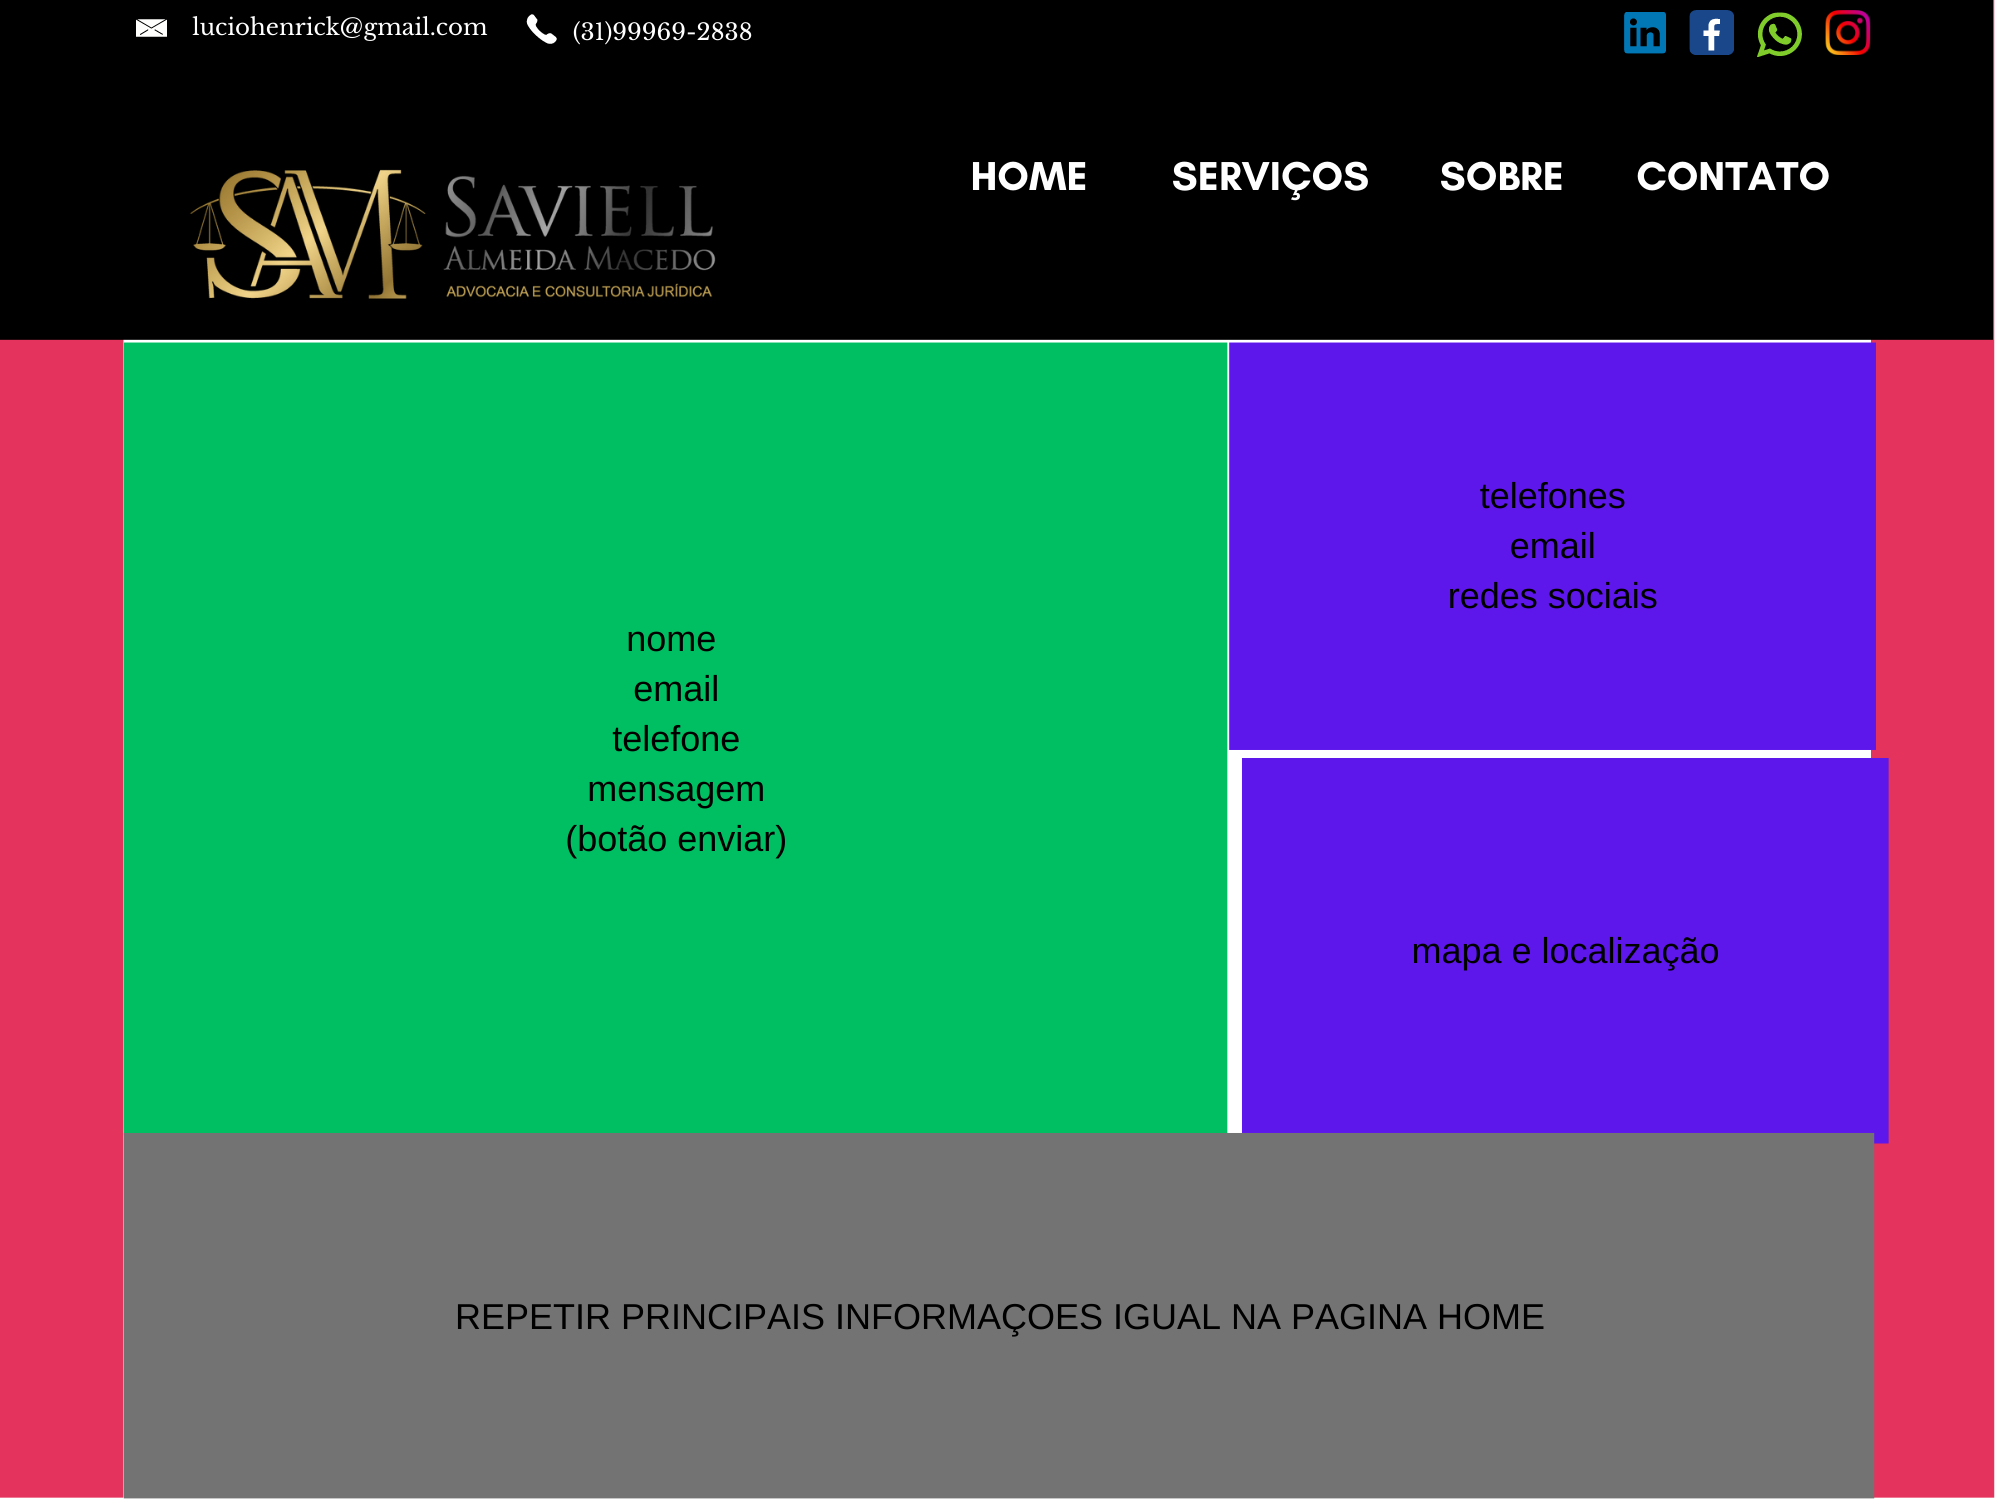 luciohenrick@gmail.com
(31)99969-2838
HOME SERVIÇOS SOBRE CONTATO
SAM
SAVIELL
ALMEIDA MACEDO
ADVOCACIA E CONSULTORIA JURÍDICA
nome
email
telefone
mensagem
(botão enviar)
telefones
email
redes sociais
mapa e localização
REPETIR PRINCIPAIS INFORMAÇOES IGUAL NA PAGINA HOME